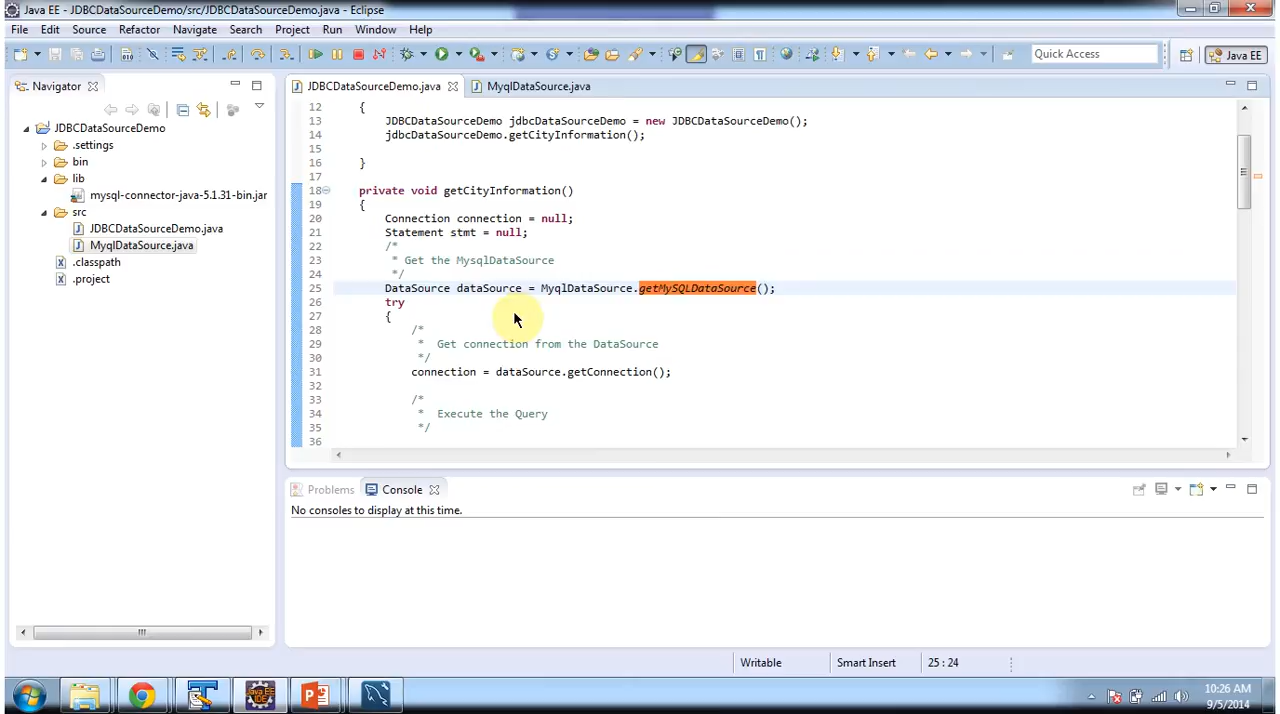 Java EE - JDBCDataSourceDemo/src/JDBCDataSourceDemo.java - Eclipse
File Edit Source Refactor Navigate Search Project Run Window Help
Quick Access Java EE
Navigator
JDBCDataSourceDemo.java MyqlDataSource.java
JDBCDataSourceDemo
.settings
bin
lib
mysql-connector-java-5.1.31-bin.jar
src
JDBCDataSourceDemo.java
MyqlDataSource.java
.classpath
.project
12 {
13 JDBCDataSourceDemo jdbcDataSourceDemo = new JDBCDataSourceDemo();
14 jdbcDataSourceDemo.getCityInformation();
15
16 }
17
18 private void getCityInformation()
19 {
20 Connection connection = null;
21 Statement stmt = null;
22 /*
23 * Get the MysqlDataSource
24 */
25 DataSource dataSource = MyqlDataSource.getMySQLDataSource();
26 try
27 {
28 /*
29 * Get connection from the DataSource
30 */
31 connection = dataSource.getConnection();
32
33 /*
34 * Execute the Query
35 */
36
Problems Console
No consoles to display at this time.
Writable Smart Insert 25 : 24
Java EE IDE
10:26 AM
9/5/2014